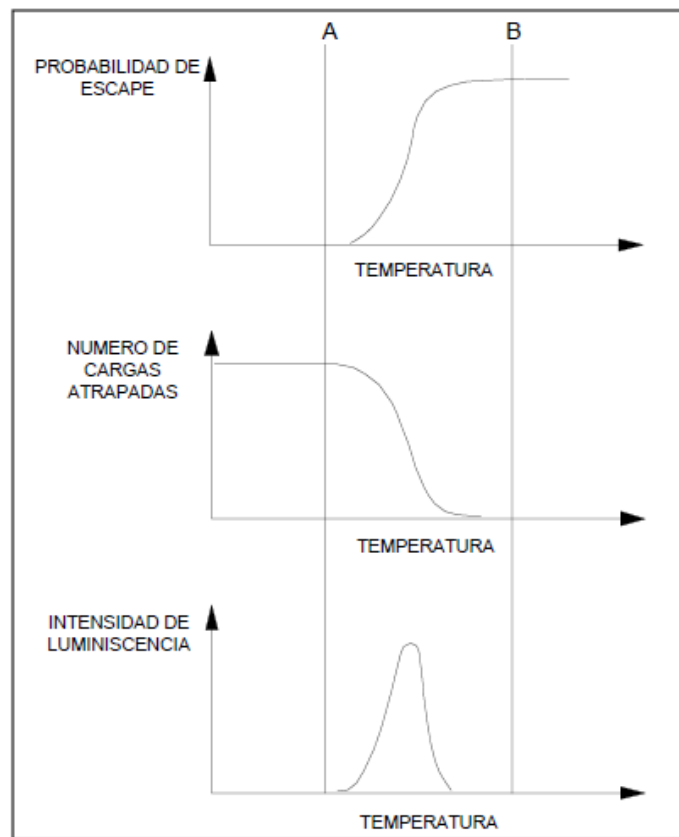 A
B
PROBABILIDAD DE
ESCAPE
TEMPERATURA
NUMERO DE
CARGAS
ATRAPADAS
TEMPERATURA
INTENSIDAD DE
LUMINISCENCIA
TEMPERATURA